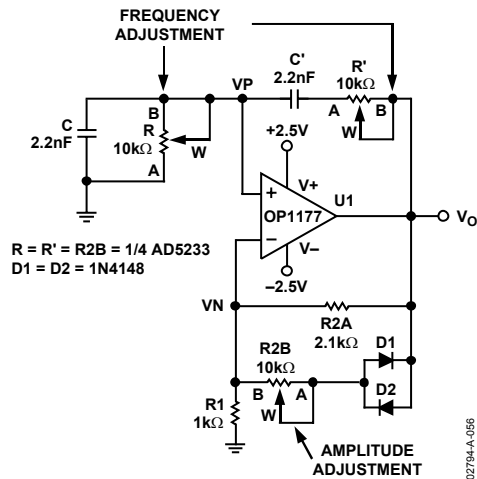 FREQUENCY
ADJUSTMENT
C'
2.2nF
R'
10kΩ
VP
A
B
W
C
2.2nF
B
R
10kΩ
W
A
+2.5V
V+
U1
+
OP1177
–
V–
–2.5V
VO
R = R' = R2B = 1/4 AD5233
D1 = D2 = 1N4148
VN
R2A
2.1kΩ
D1
R2B
10kΩ
B
A
W
D2
R1
1kΩ
AMPLITUDE
ADJUSTMENT
02794-A-056